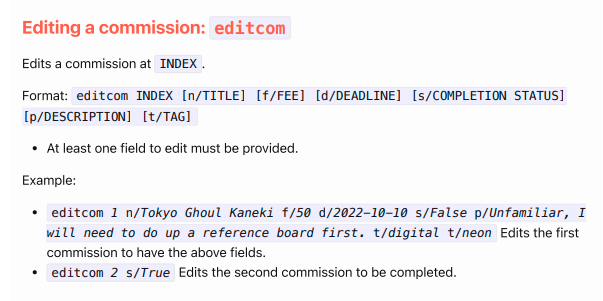 Editing a commission: editcom
Edits a commission at INDEX.
Format: editcom INDEX [n/TITLE] [f/FEE] [d/DEADLINE] [s/COMPLETION STATUS]
[p/DESCRIPTION] [t/TAG]
• At least one field to edit must be provided.
Example:
• editcom 1 n/Tokyo Ghoul Kaneki f/50 d/2022-10-10 s/False p/Unfamiliar, I
will need to do up a reference board first. t/digital t/neon Edits the first
commission to have the above fields.
• editcom 2 s/True Edits the second commission to be completed.